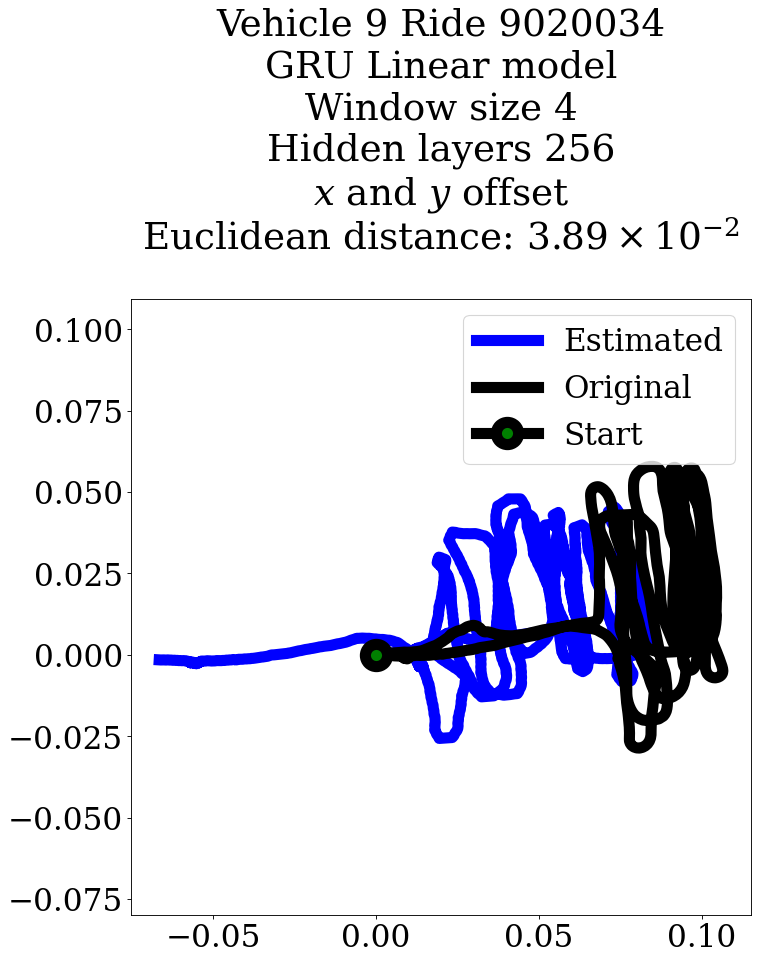 Vehicle 9 Ride 9020034
GRU Linear model
Window size 4
Hidden layers 256
x and y offset
Euclidean distance: 3.89 × 10⁻²
Estimated
Original
Start
0.100
0.075
0.050
0.025
0.000
−0.025
−0.050
−0.075
−0.05 0.00 0.05 0.10